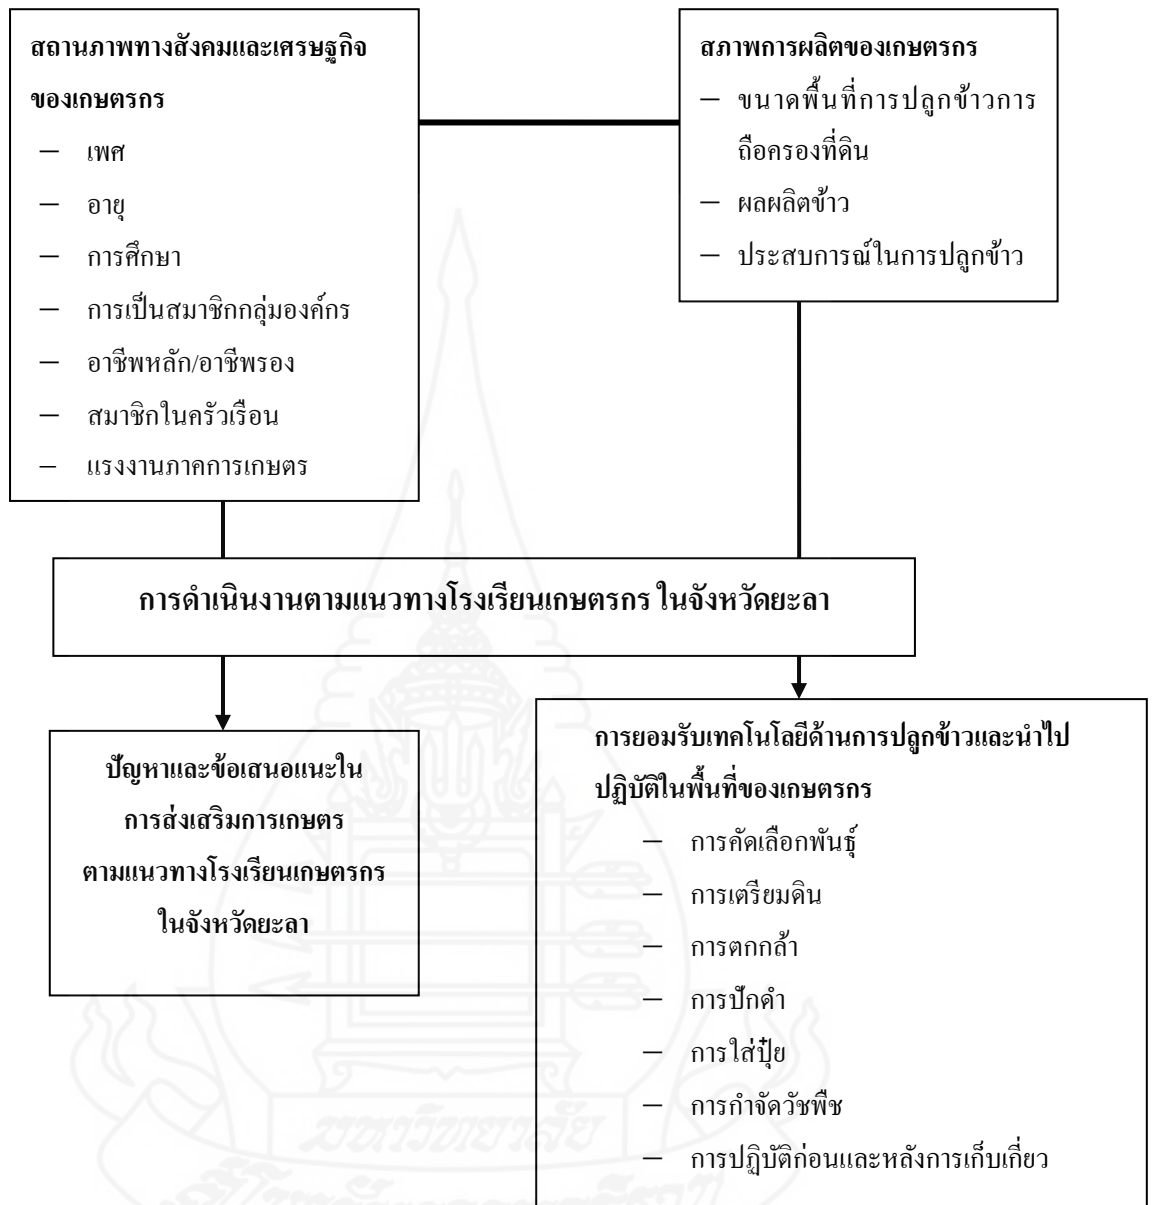 สถานภาพทางสังคมและเศรษฐกิจ
ของเกษตรกร
– เพศ
– อายุ
– การศึกษา
– การเป็นสมาชิกกลุ่มองค์กร
– อาชีพหลัก/อาชีพรอง
– สมาชิกในครัวเรือน
– แรงงานภาคการเกษตร
สภาพการผลิตของเกษตรกร
– ขนาดพื้นที่การปลูกข้าวการ
ถือครองที่ดิน
– ผลผลิตข้าว
– ประสบการณ์ในการปลูกข้าว
การดำเนินงานตามแนวทางโรงเรียนเกษตรกร ในจังหวัดยะลา
ปัญหาและข้อเสนอแนะใน
การส่งเสริมการเกษตร
ตามแนวทางโรงเรียนเกษตรกร
ในจังหวัดยะลา
การยอมรับเทคโนโลยีด้านการปลูกข้าวและนำไป
ปฏิบัติในพื้นที่ของเกษตรกร
– การคัดเลือกพันธุ์
– การเตรียมดิน
– การตกกล้า
– การปักดำ
– การใส่ปุ๋ย
– การกำจัดวัชพืช
– การปฏิบัติก่อนและหลังการเก็บเกี่ยว
มหาวิทยาลัย